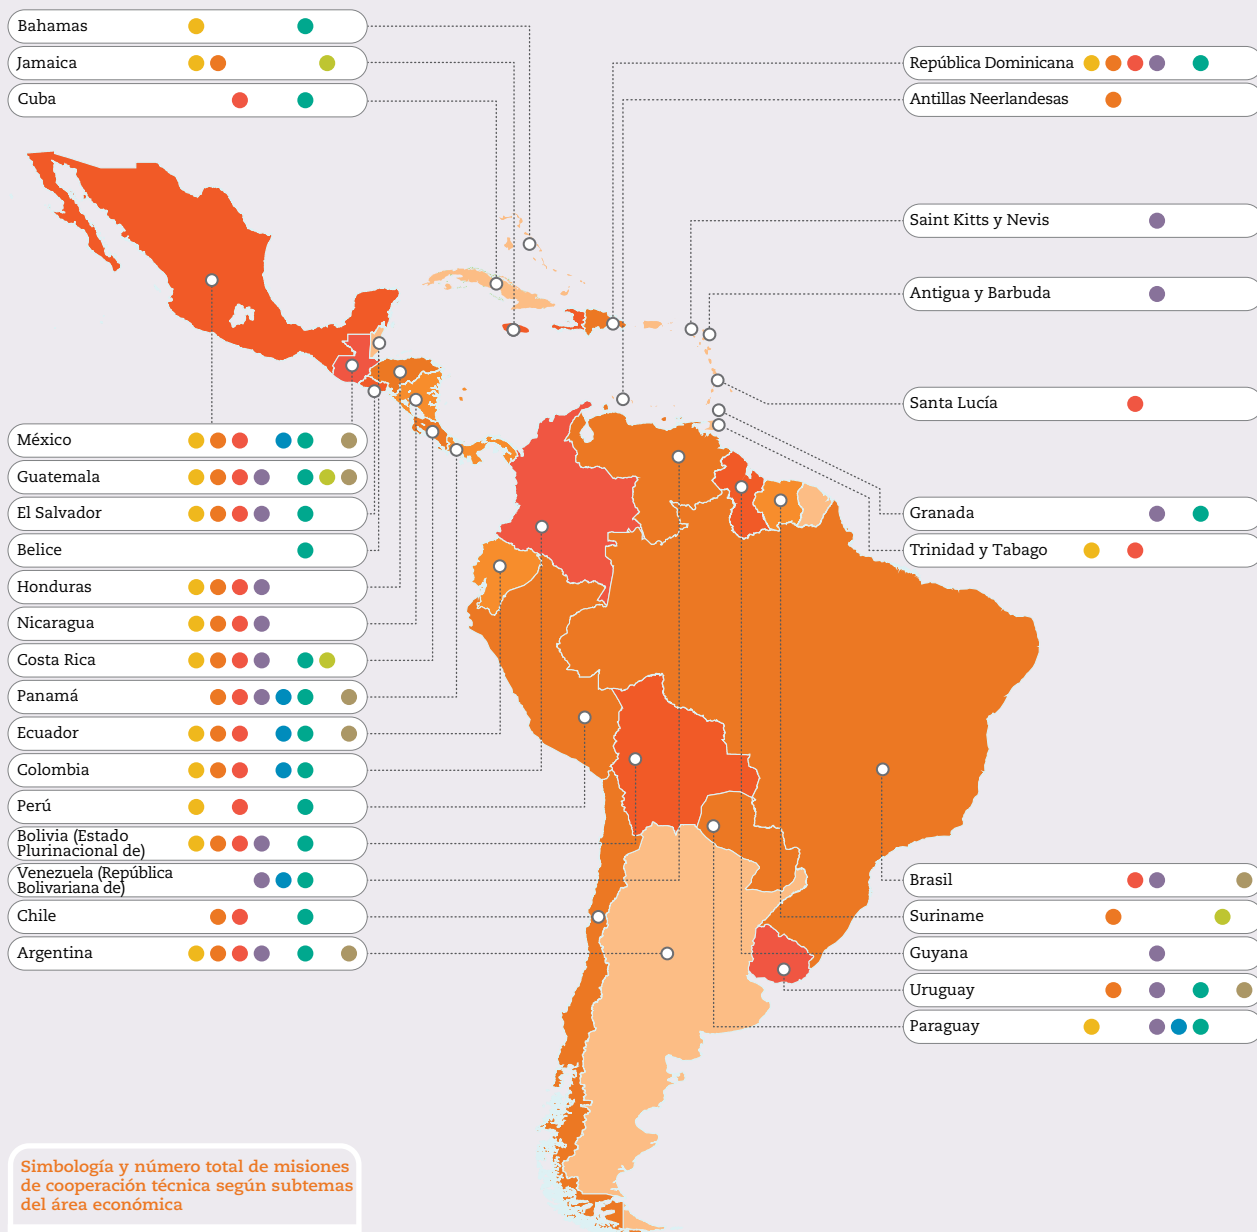 Bahamas
Jamaica
Cuba
República Dominicana
Antillas Neerlandesas
Saint Kitts y Nevis
Antigua y Barbuda
Santa Lucía
Granada
Trinidad y Tabago
México
Guatemala
El Salvador
Belice
Honduras
Nicaragua
Costa Rica
Panamá
Ecuador
Colombia
Perú
Bolivia (Estado
Plurinacional de)
Venezuela (República
Bolivariana de)
Chile
Argentina
Brasil
Suriname
Guyana
Uruguay
Paraguay
Simbología y número total de misiones
de cooperación técnica según subtemas
del área económica